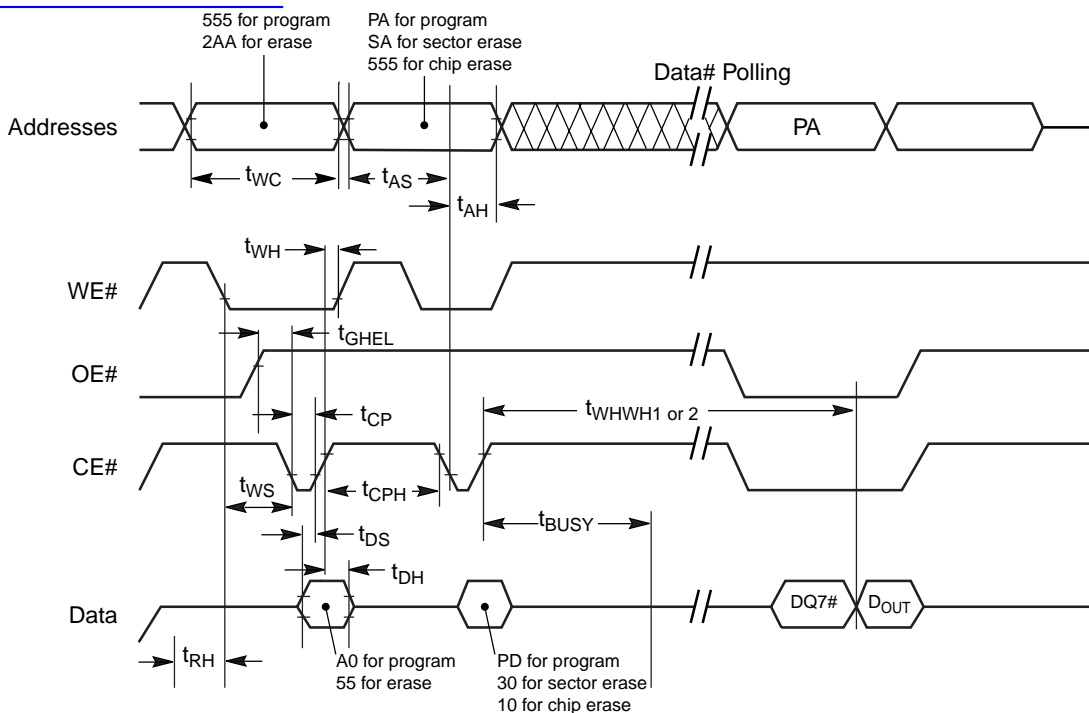 555 for program
2AA for erase
PA for program
SA for sector erase
555 for chip erase
Data# Polling
Addresses
PA
tWC
tAS
tAH
tWH
WE#
tGHEL
OE#
tWHWH1 or 2
tCP
CE#
tWS
tCPH
tBUSY
tDS
tDH
Data
DQ7#
DOUT
tRH
A0 for program
55 for erase
PD for program
30 for sector erase
10 for chip erase